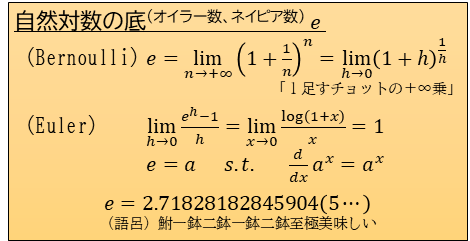 自然対数の底(オイラー数、ネイピア数) e
(Bernoulli) e = lim_{n→+∞} (1 + 1/n)^n = lim_{h→0} (1 + h)^{1/h}
「１足すチョットの＋∞乗」
(Euler) lim_{h→0} (e^h − 1)/h = lim_{x→0} log(1+x)/x = 1
e = a s.t. d/dx a^x = a^x
e = 2.71828182845904(5⋯)
（語呂）鮒一鉢二鉢一鉢二鉢至極美味しい